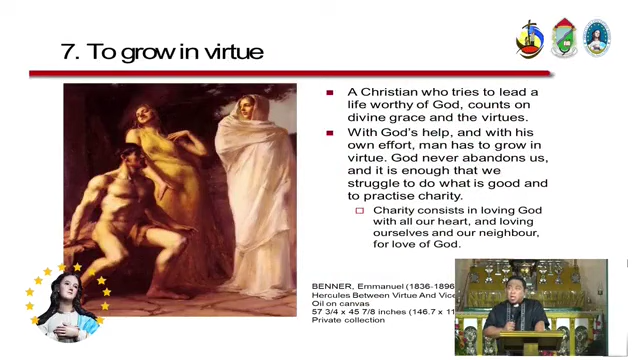 7. To grow in virtue
A Christian who tries to lead a
life worthy of God, counts on
divine grace and the virtues.
With God's help, and with his
own effort, man has to grow in
virtue. God never abandons us,
and it is enough that we
struggle to do what is good and
to practise charity.
Charity consists in loving God
with all our heart, and loving
ourselves and our neighbour,
for love of God.
BENNER, Emmanuel (1836-1896
Hercules Between Virtue And Vice
Oil on canvas
57 3/4 x 45 7/8 inches (146.7 x 11
Private collection